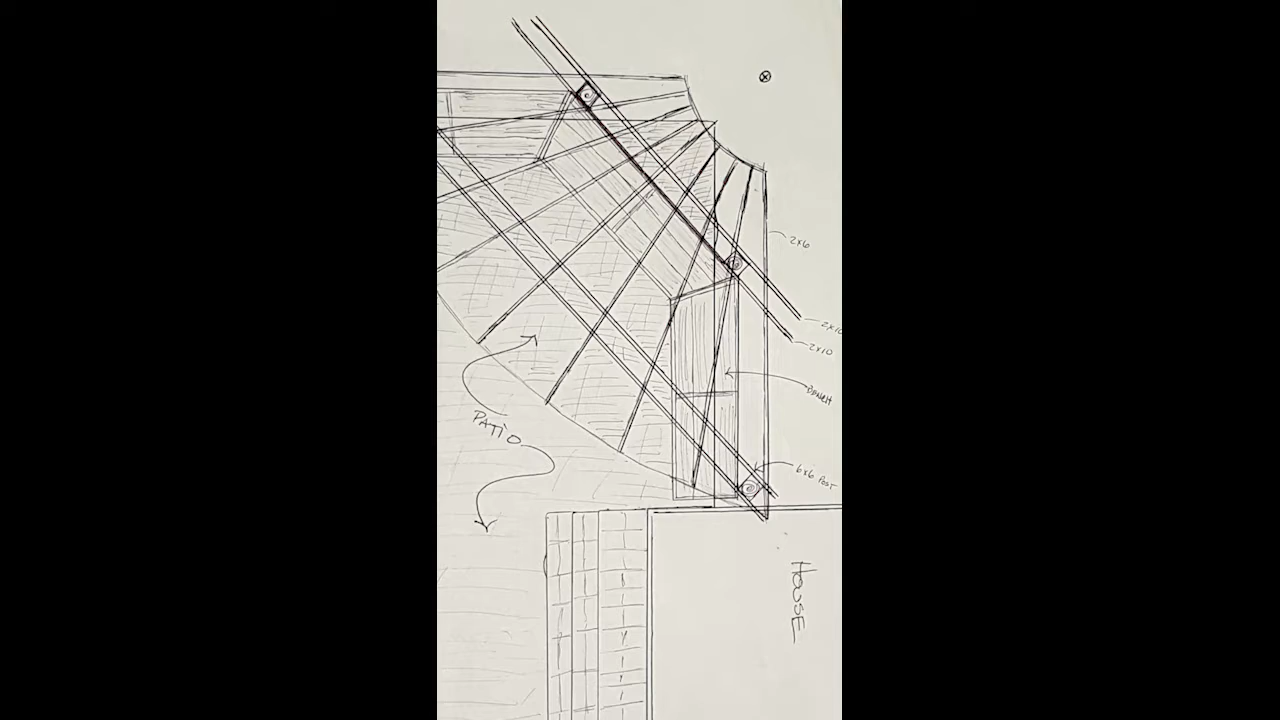 2x6
2x10
2x10
BENCH
PATIO
6x6 POST
HOUSE